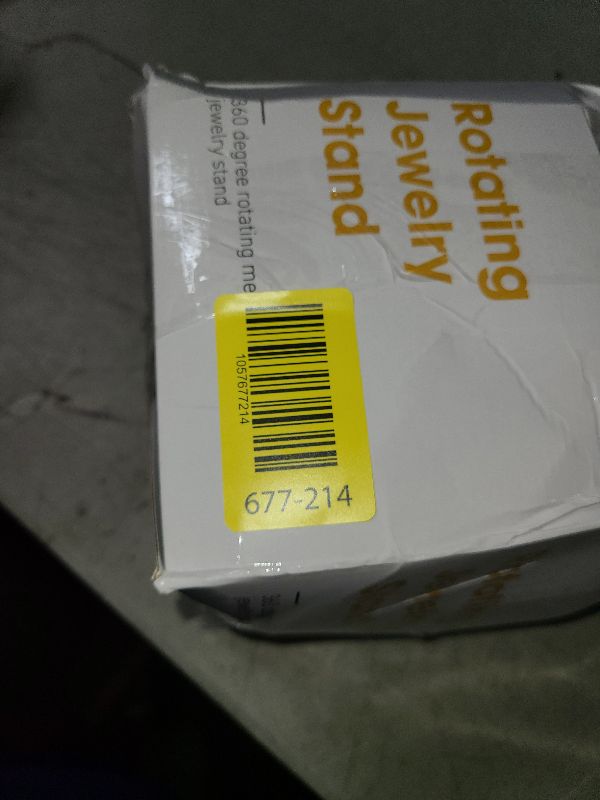 Rotating
Jewelry
Stand
360 degree rotating me
jewelry stand
1057677214
677-214